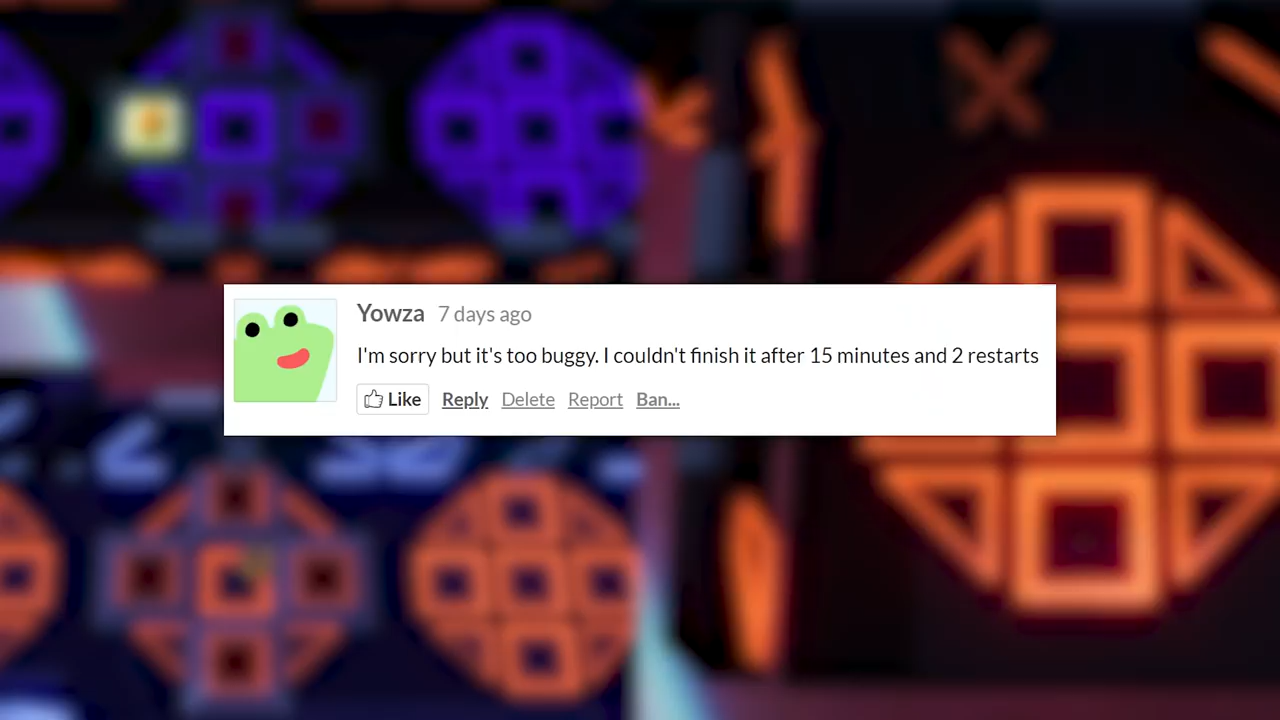 Yowza 7 days ago
I'm sorry but it's too buggy. I couldn't finish it after 15 minutes and 2 restarts
Like Reply Delete Report Ban...